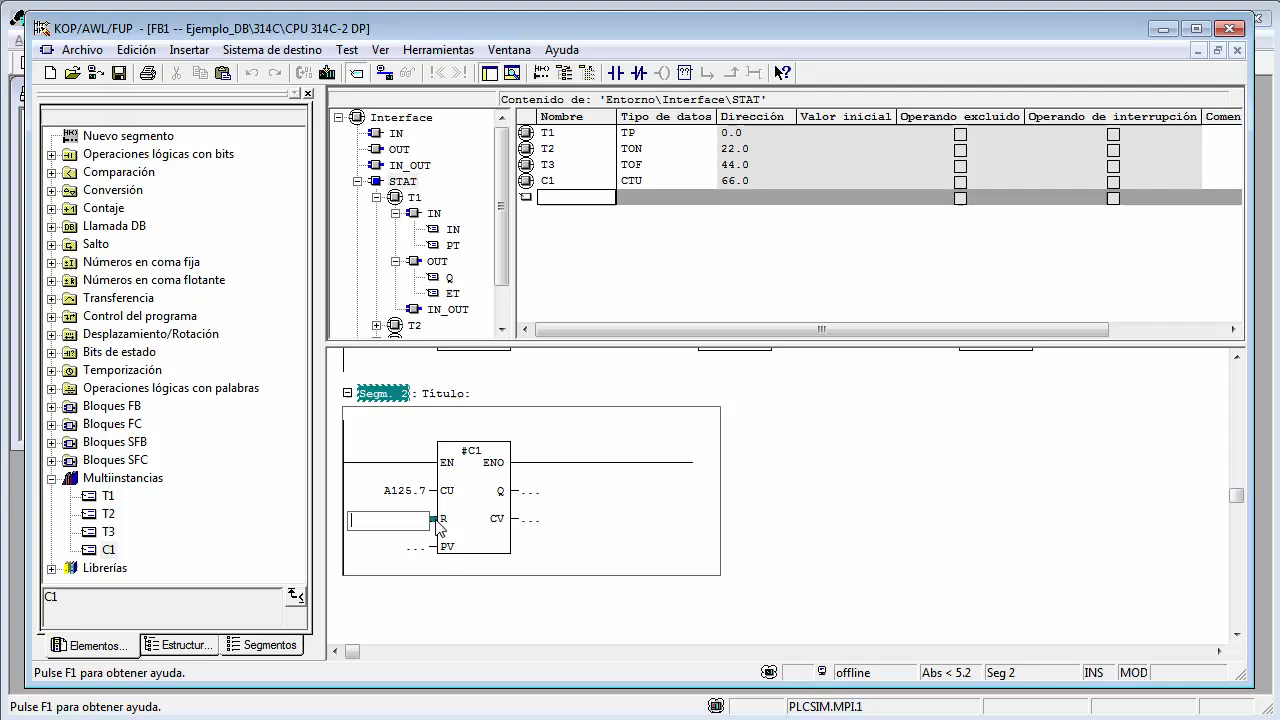 KOP/AWL/FUP - [FB1 -- Ejemplo_DB\314C\CPU 314C-2 DP]
Archivo Edición Insertar Sistema de destino Test Ver Herramientas Ventana Ayuda
Contenido de: 'Entorno\Interface\STAT'
Nombre Tipo de datos Dirección Valor inicial Operando excluido Operando de interrupción Comen
T1 TP 0.0
T2 TON 22.0
T3 TOF 44.0
C1 CTU 66.0
Interface
IN
OUT
IN_OUT
STAT
T1
IN
IN
PT
OUT
Q
ET
IN_OUT
T2
Nuevo segmento
Operaciones lógicas con bits
Comparación
Conversión
Contaje
Llamada DB
Salto
Números en coma fija
Números en coma flotante
Transferencia
Control del programa
Desplazamiento/Rotación
Bits de estado
Temporización
Operaciones lógicas con palabras
Bloques FB
Bloques FC
Bloques SFB
Bloques SFC
Multiinstancias
T1
T2
T3
C1
Librerías
C1
Elementos... Estructur... Segmentos
Segm. 2 : Título:
#C1
EN ENO
A125.7 CU Q ...
R CV ...
... PV
Pulse F1 para obtener ayuda. offline Abs < 5.2 Seg 2 INS MOD
Pulse F1 para obtener ayuda. PLCSIM.MPI.1